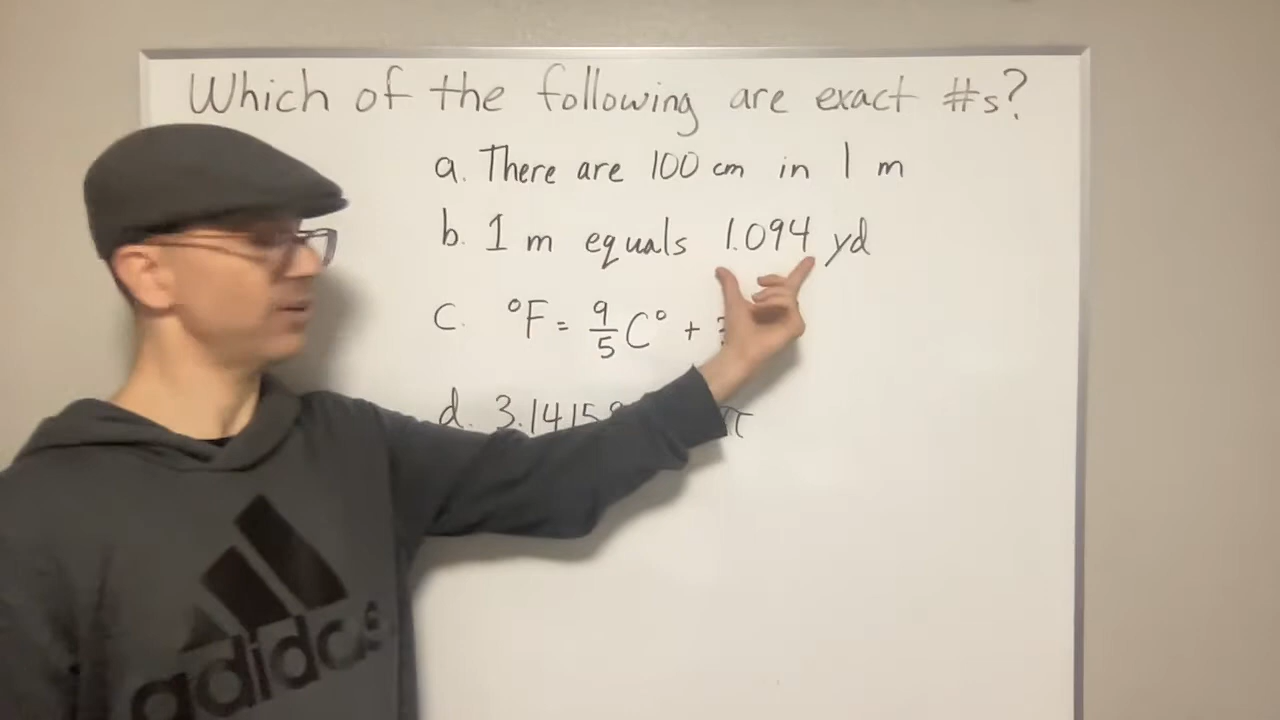 Which of the following are exact #s?
a. There are 100 cm in 1 m
b. 1 m equals 1.094 yd
c. °F = 9/5 C° +
d. 3.1415 π
adidas